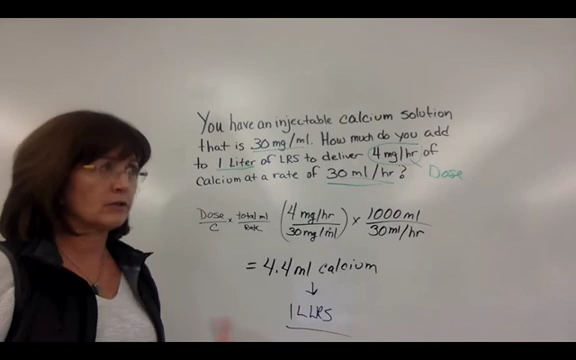 You have an injectable calcium solution
that is 30 mg/ml. How much do you add
to 1 Liter of LRS to deliver 4 mg/hr of
calcium at a rate of 30 ml/hr? Dose
Dose/C × total ml/Rate (4 mg/hr / 30 mg/ml) × 1000 ml / 30 ml/hr
= 4.4 ml calcium
↓
1 L LRS